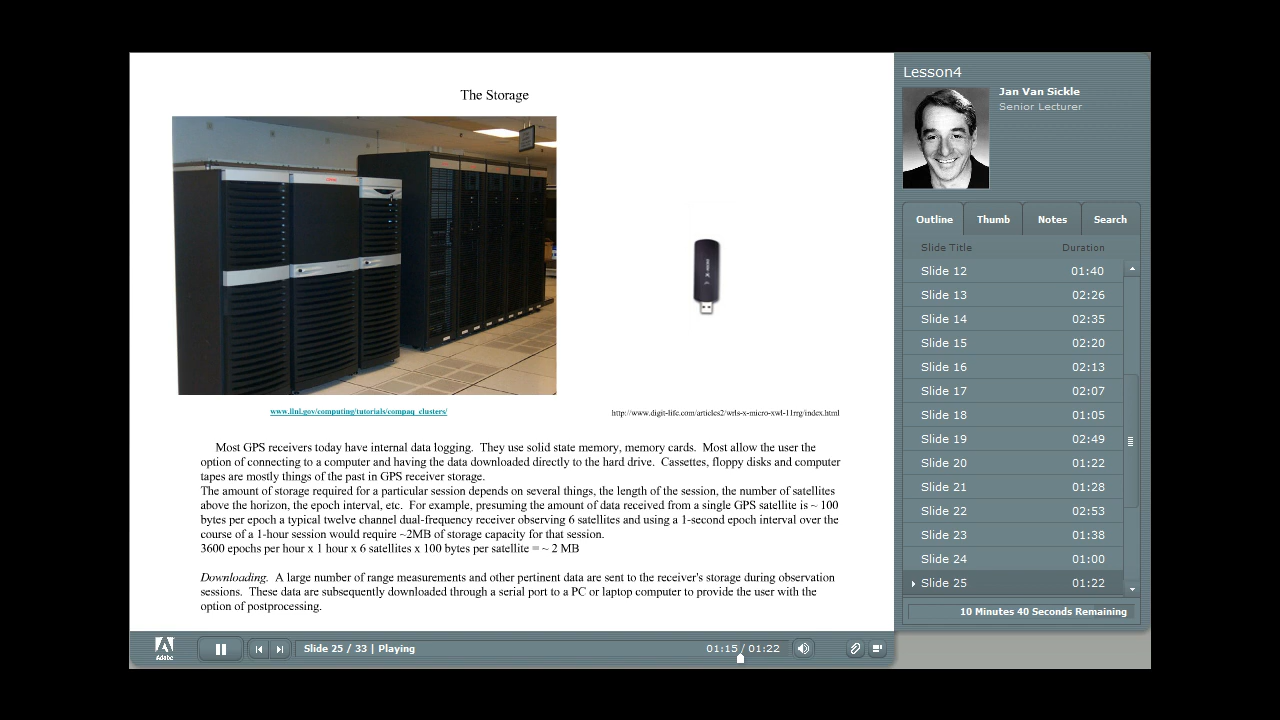 The Storage
www.llnl.gov/computing/tutorials/compaq_clusters/
http://www.digit-life.com/articles2/wrls-x-micro-xwl-11rrg/index.html
Most GPS receivers today have internal data logging. They use solid state memory, memory cards. Most allow the user the
option of connecting to a computer and having the data downloaded directly to the hard drive. Cassettes, floppy disks and computer
tapes are mostly things of the past in GPS receiver storage.
The amount of storage required for a particular session depends on several things, the length of the session, the number of satellites
above the horizon, the epoch interval, etc. For example, presuming the amount of data received from a single GPS satellite is ~ 100
bytes per epoch a typical twelve channel dual-frequency receiver observing 6 satellites and using a 1-second epoch interval over the
course of a 1-hour session would require ~2MB of storage capacity for that session.
3600 epochs per hour x 1 hour x 6 satellites x 100 bytes per satellite = ~ 2 MB
Downloading. A large number of range measurements and other pertinent data are sent to the receiver's storage during observation
sessions. These data are subsequently downloaded through a serial port to a PC or laptop computer to provide the user with the
option of postprocessing.
Adobe
Slide 25 / 33 | Playing
01:15 / 01:22
Lesson4
Jan Van Sickle
Senior Lecturer
Outline Thumb Notes Search
Slide Title Duration
Slide 12 01:40
Slide 13 02:26
Slide 14 02:35
Slide 15 02:20
Slide 16 02:13
Slide 17 02:07
Slide 18 01:05
Slide 19 02:49
Slide 20 01:22
Slide 21 01:28
Slide 22 02:53
Slide 23 01:38
Slide 24 01:00
Slide 25 01:22
10 Minutes 40 Seconds Remaining